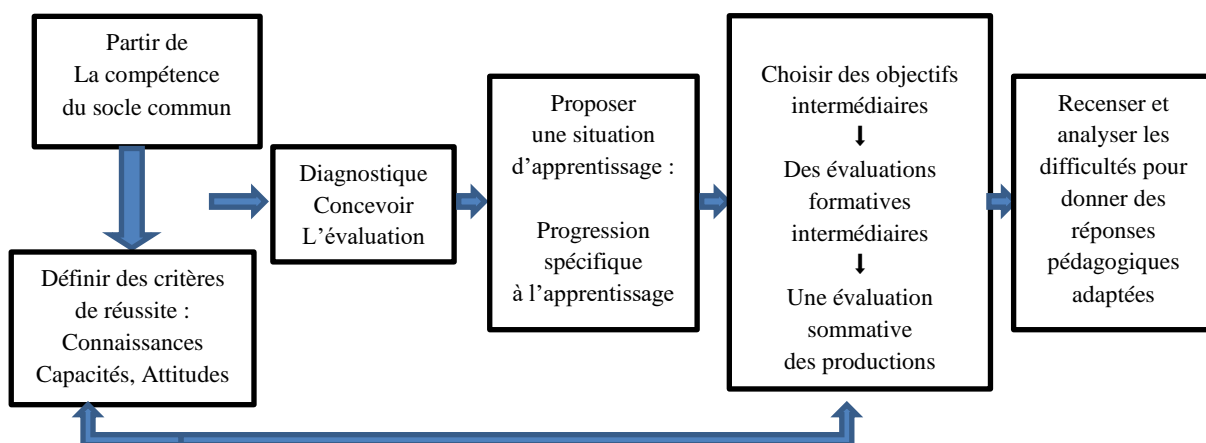 Partir de
La compétence
du socle commun
Définir des critères
de réussite :
Connaissances
Capacités, Attitudes
Diagnostique
Concevoir
L’évaluation
Proposer
une situation
d’apprentissage :
Progression
spécifique
à l’apprentissage
Choisir des objectifs
intermédiaires
Des évaluations
formatives
intermédiaires
Une évaluation
sommative
des productions
Recenser et
analyser les
difficultés pour
donner des
réponses
pédagogiques
adaptées